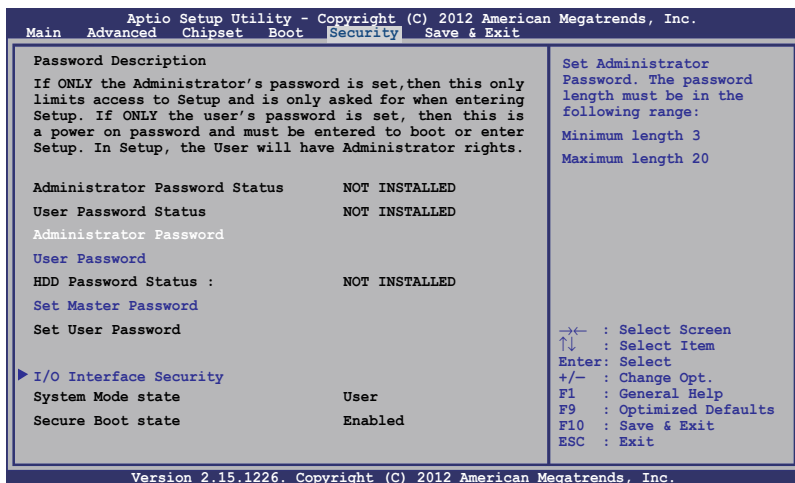 Aptio Setup Utility - Copyright (C) 2012 American Megatrends, Inc.
Main Advanced Chipset Boot Security Save & Exit
Password Description
If ONLY the Administrator's password is set,then this only
limits access to Setup and is only asked for when entering
Setup. If ONLY the user's password is set, then this is
a power on password and must be entered to boot or enter
Setup. In Setup, the User will have Administrator rights.
Administrator Password Status NOT INSTALLED
User Password Status NOT INSTALLED
Administrator Password
User Password
HDD Password Status : NOT INSTALLED
Set Master Password
Set User Password
I/O Interface Security
System Mode state User
Secure Boot state Enabled
Set Administrator
Password. The password
length must be in the
following range:
Minimum length 3
Maximum length 20
→← : Select Screen
↑↓ : Select Item
Enter: Select
+/— : Change Opt.
F1 : General Help
F9 : Optimized Defaults
F10 : Save & Exit
ESC : Exit
Version 2.15.1226. Copyright (C) 2012 American Megatrends, Inc.